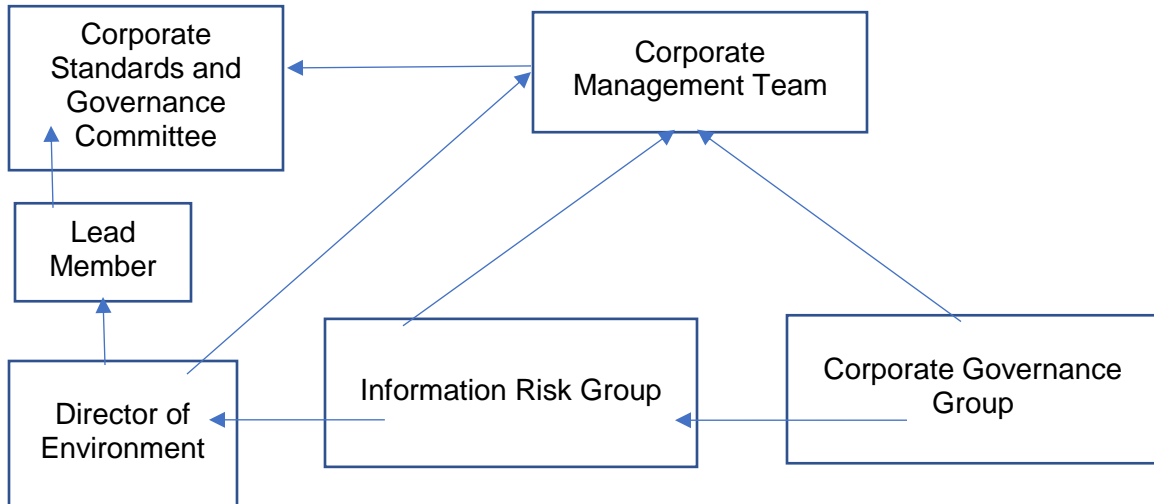 Corporate
Standards and
Governance
Committee
Corporate
Management Team
Lead
Member
Director of
Environment
Information Risk Group
Corporate Governance
Group